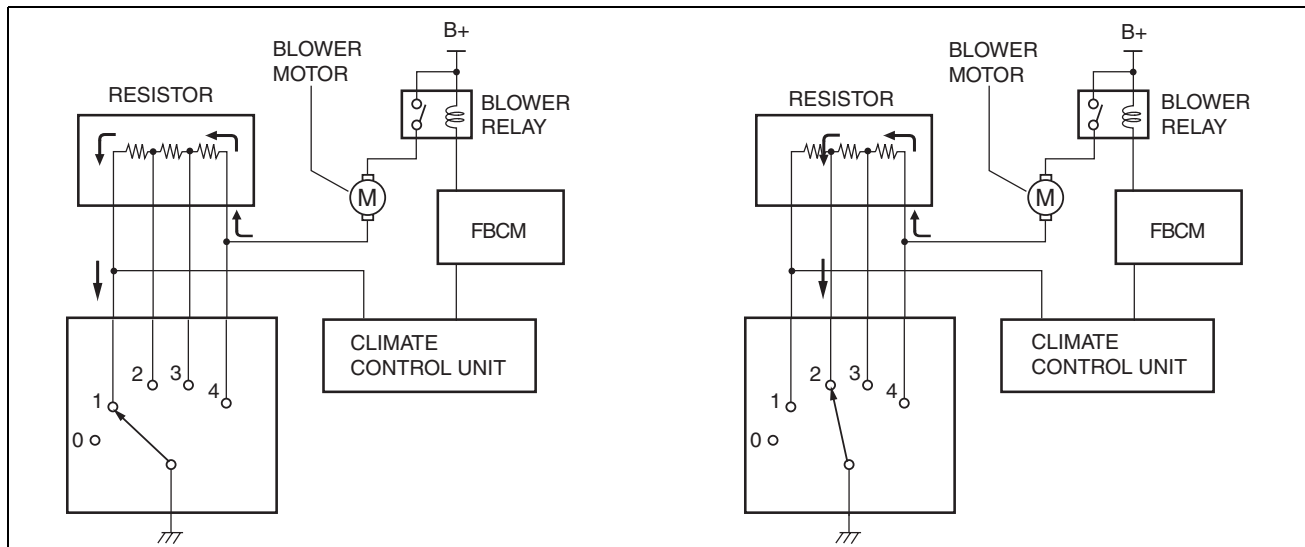 B+
BLOWER
MOTOR
RESISTOR
BLOWER
RELAY
M
FBCM
CLIMATE
CONTROL UNIT
0
1
2
3
4
B+
BLOWER
MOTOR
RESISTOR
BLOWER
RELAY
M
FBCM
CLIMATE
CONTROL UNIT
0
1
2
3
4